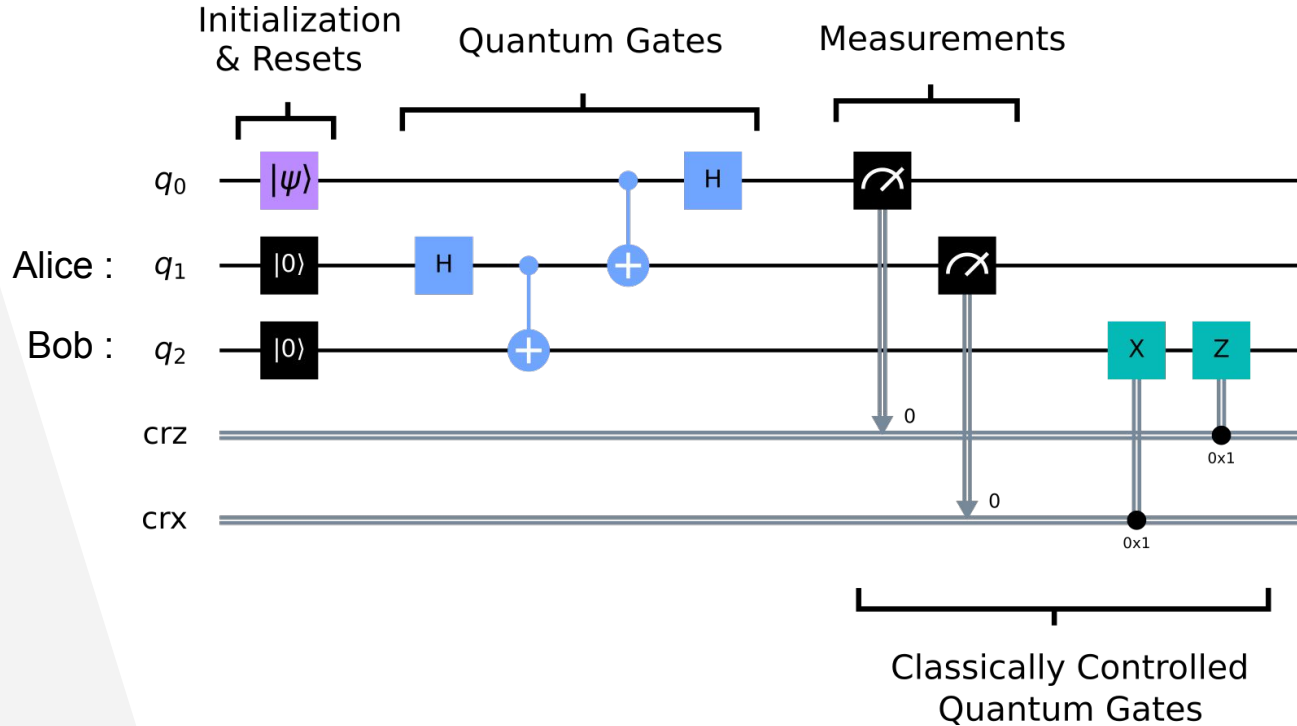 Initialization
& Resets
Quantum Gates
Measurements
q0 |ψ⟩ H
Alice : q1 |0⟩ H
Bob : q2 |0⟩ X Z
crz 0
0x1
crx 0
0x1
Classically Controlled
Quantum Gates